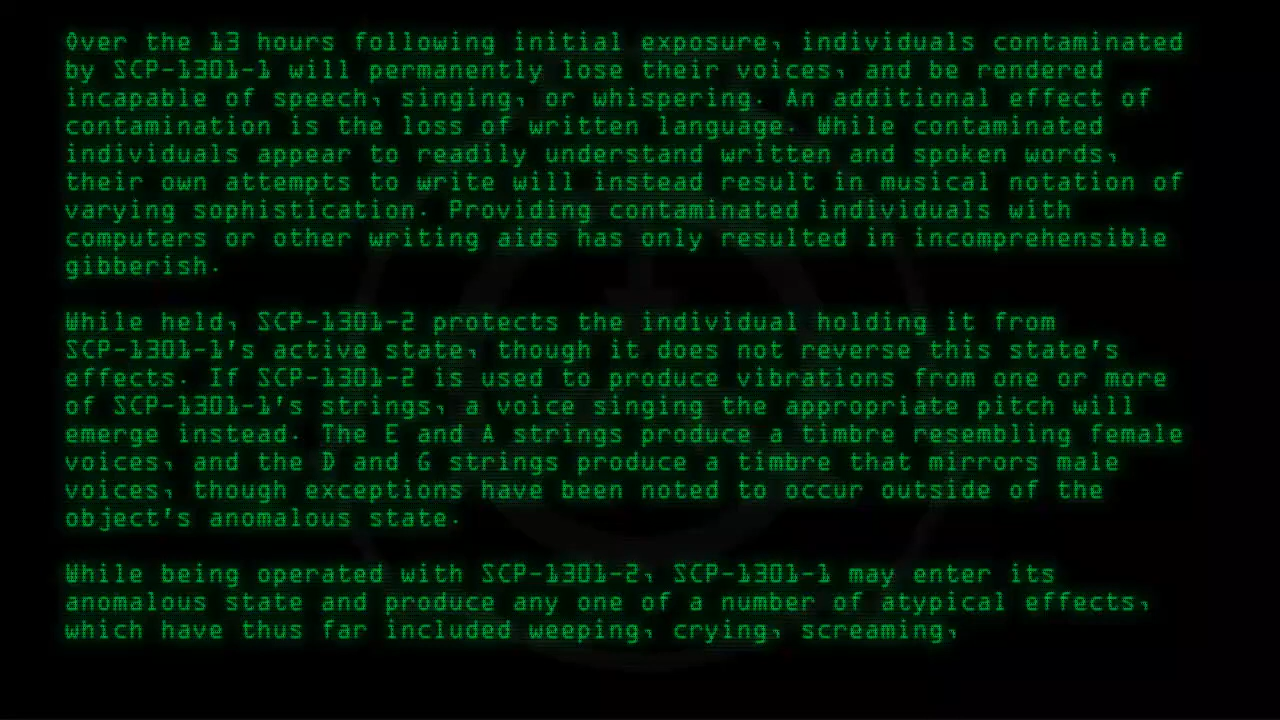 Over the 13 hours following initial exposure, individuals contaminated
by SCP-1301-1 will permanently lose their voices, and be rendered
incapable of speech, singing, or whispering. An additional effect of
contamination is the loss of written language. While contaminated
individuals appear to readily understand written and spoken words,
their own attempts to write will instead result in musical notation of
varying sophistication. Providing contaminated individuals with
computers or other writing aids has only resulted in incomprehensible
gibberish.
While held, SCP-1301-2 protects the individual holding it from
SCP-1301-1's active state, though it does not reverse this state's
effects. If SCP-1301-2 is used to produce vibrations from one or more
of SCP-1301-1's strings, a voice singing the appropriate pitch will
emerge instead. The E and A strings produce a timbre resembling female
voices, and the D and G strings produce a timbre that mirrors male
voices, though exceptions have been noted to occur outside of the
object's anomalous state.
While being operated with SCP-1301-2, SCP-1301-1 may enter its
anomalous state and produce any one of a number of atypical effects,
which have thus far included weeping, crying, screaming,